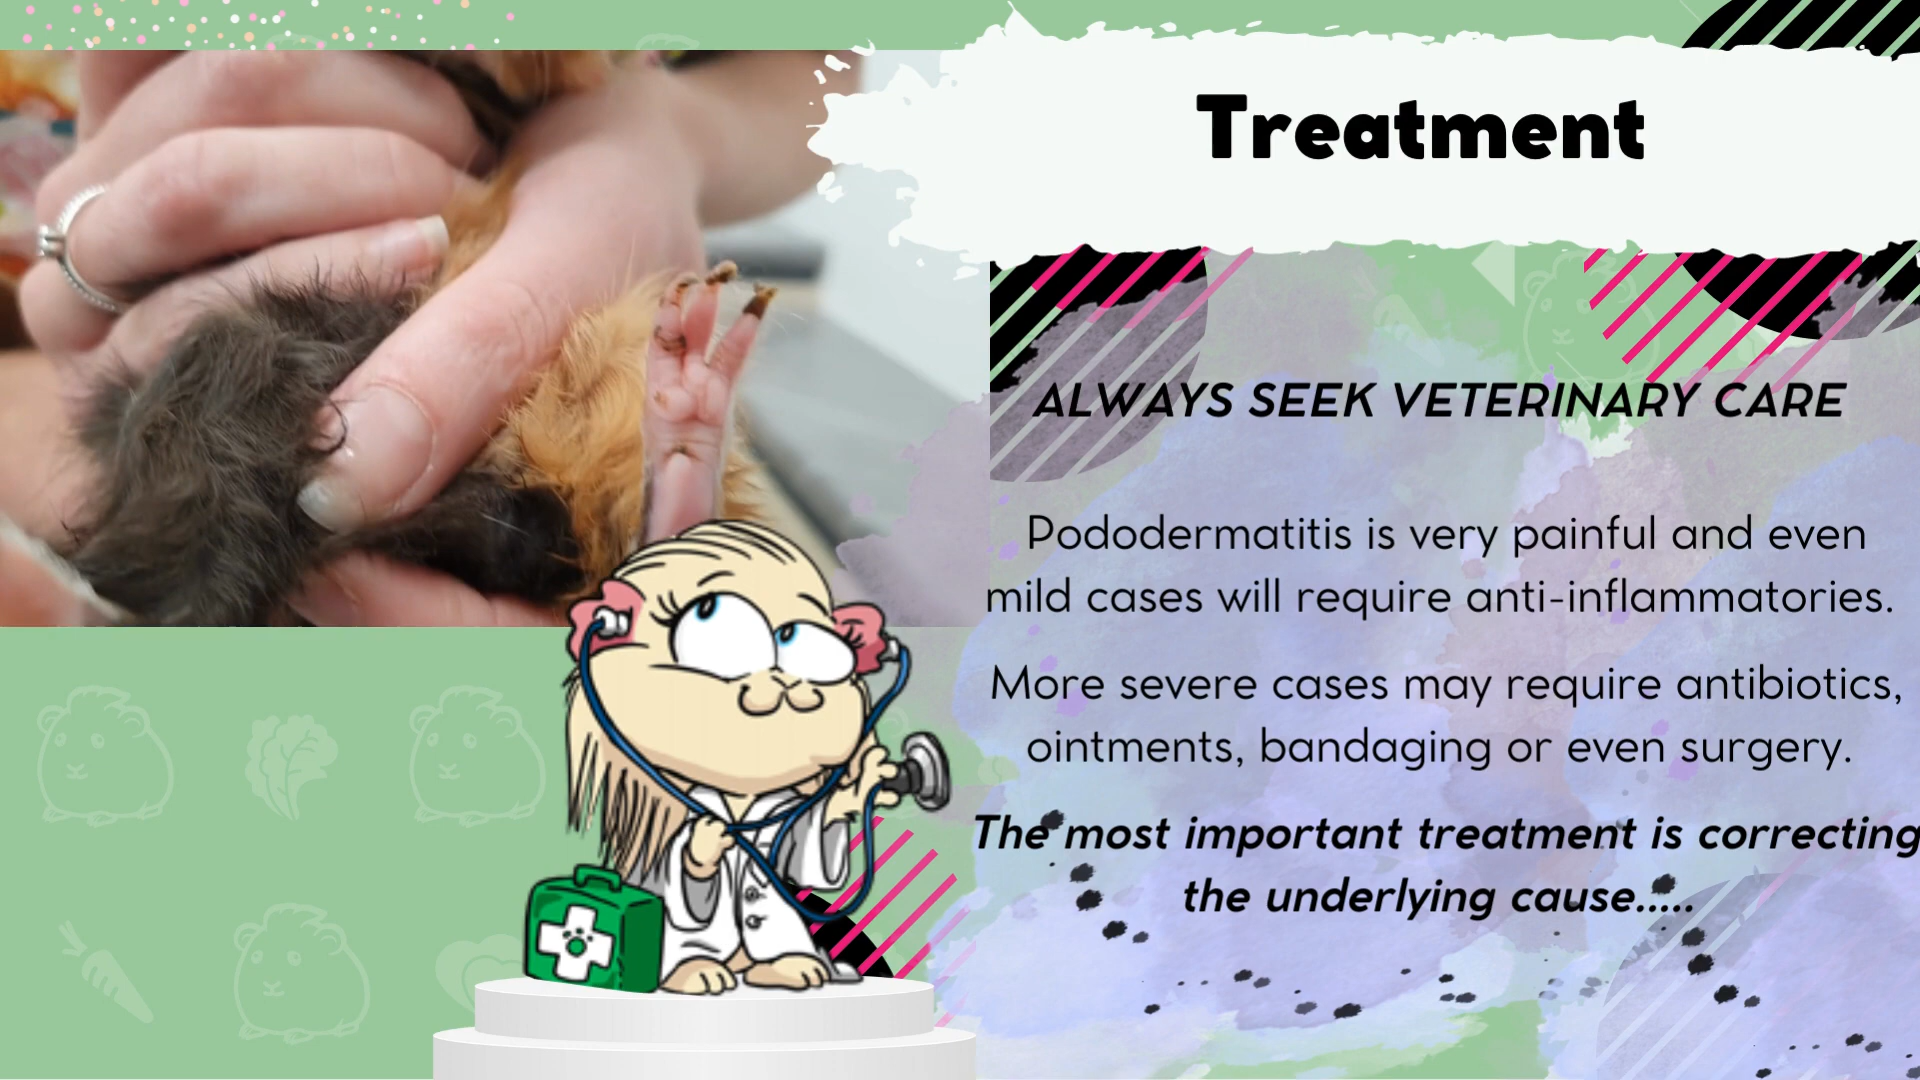 Treatment
ALWAYS SEEK VETERINARY CARE
Pododermatitis is very painful and even
mild cases will require anti-inflammatories.
More severe cases may require antibiotics,
ointments, bandaging or even surgery.
The most important treatment is correcting
the underlying cause.....